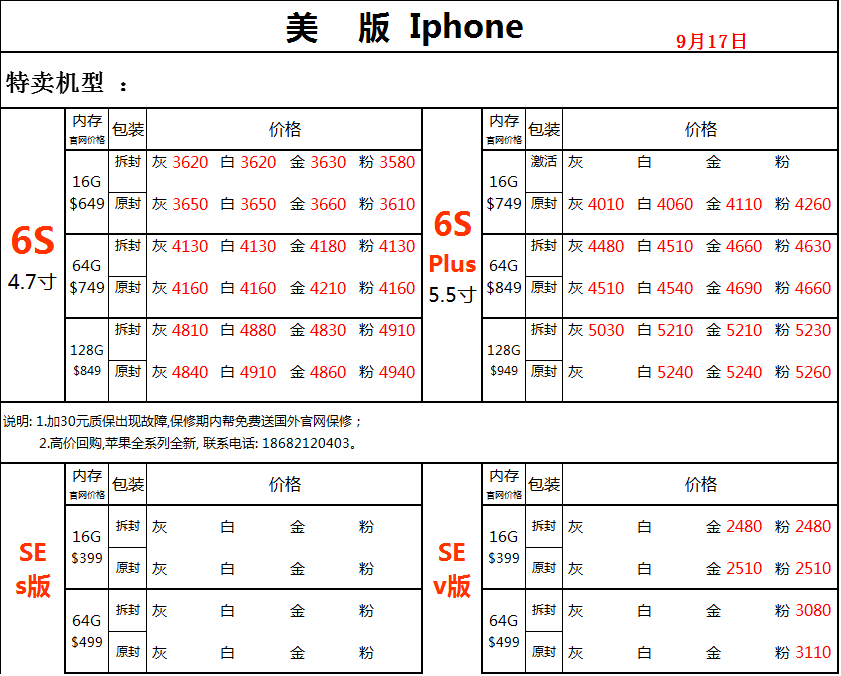 美 版 Iphone
9月17日
特卖机型 ：
内存 包装 价格 内存 包装 价格
官网价格 官网价格
6S
4.7寸
16G
$649
拆封 灰 3620 白 3620 金 3630 粉 3580
原封 灰 3650 白 3650 金 3660 粉 3610
64G
$749
拆封 灰 4130 白 4130 金 4180 粉 4130
原封 灰 4160 白 4160 金 4210 粉 4160
128G
$849
拆封 灰 4810 白 4880 金 4830 粉 4910
原封 灰 4840 白 4910 金 4860 粉 4940
6S
Plus
5.5寸
16G
$749
激活 灰 白 金 粉
原封 灰 4010 白 4060 金 4110 粉 4260
64G
$849
拆封 灰 4480 白 4510 金 4660 粉 4630
原封 灰 4510 白 4540 金 4690 粉 4660
128G
$949
拆封 灰 5030 白 5210 金 5210 粉 5230
原封 灰 白 5240 金 5240 粉 5260
说明: 1.加30元质保出现故障,保修期内帮免费送国外官网保修；
2.高价回购,苹果全系列全新, 联系电话: 18682120403。
内存 包装 价格 内存 包装 价格
官网价格 官网价格
SE
s版
16G
$399
拆封 灰 白 金 粉
原封 灰 白 金 粉
64G
$499
拆封 灰 白 金 粉
原封 灰 白 金 粉
SE
v版
16G
$399
拆封 灰 白 金 2480 粉 2480
原封 灰 白 金 2510 粉 2510
64G
$499
拆封 灰 白 金 粉 3080
原封 灰 白 金 粉 3110